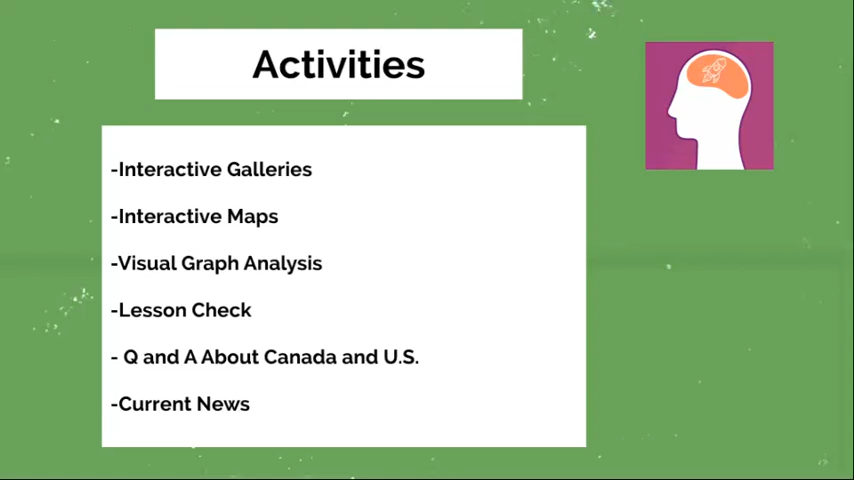 Activities
-Interactive Galleries
-Interactive Maps
-Visual Graph Analysis
-Lesson Check
- Q and A About Canada and U.S.
-Current News